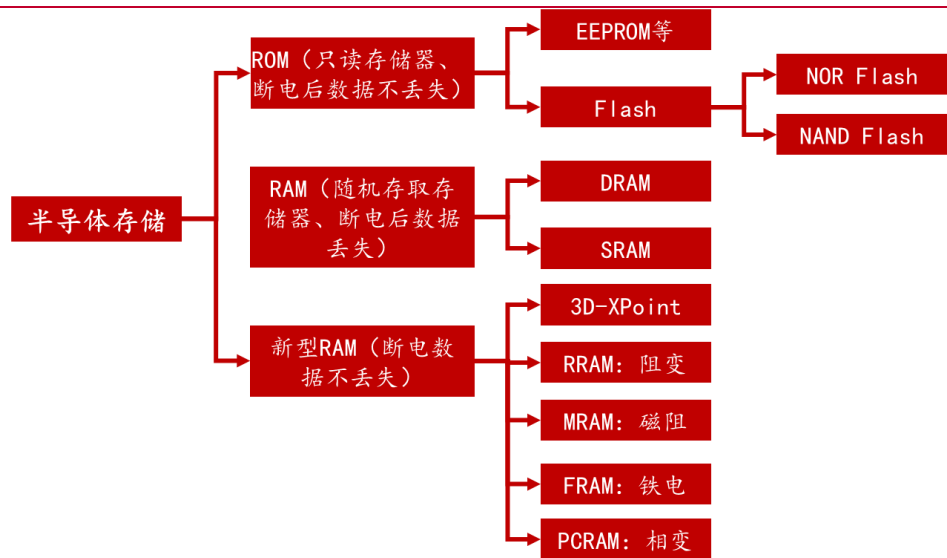 半导体存储
ROM（只读存储器、
断电后数据不丢失）
EEPROM等
Flash
NOR Flash
NAND Flash
RAM（随机存取存
储器、断电后数据
丢失）
DRAM
SRAM
新型RAM（断电数
据不丢失）
3D-XPoint
RRAM：阻变
MRAM：磁阻
FRAM：铁电
PCRAM：相变